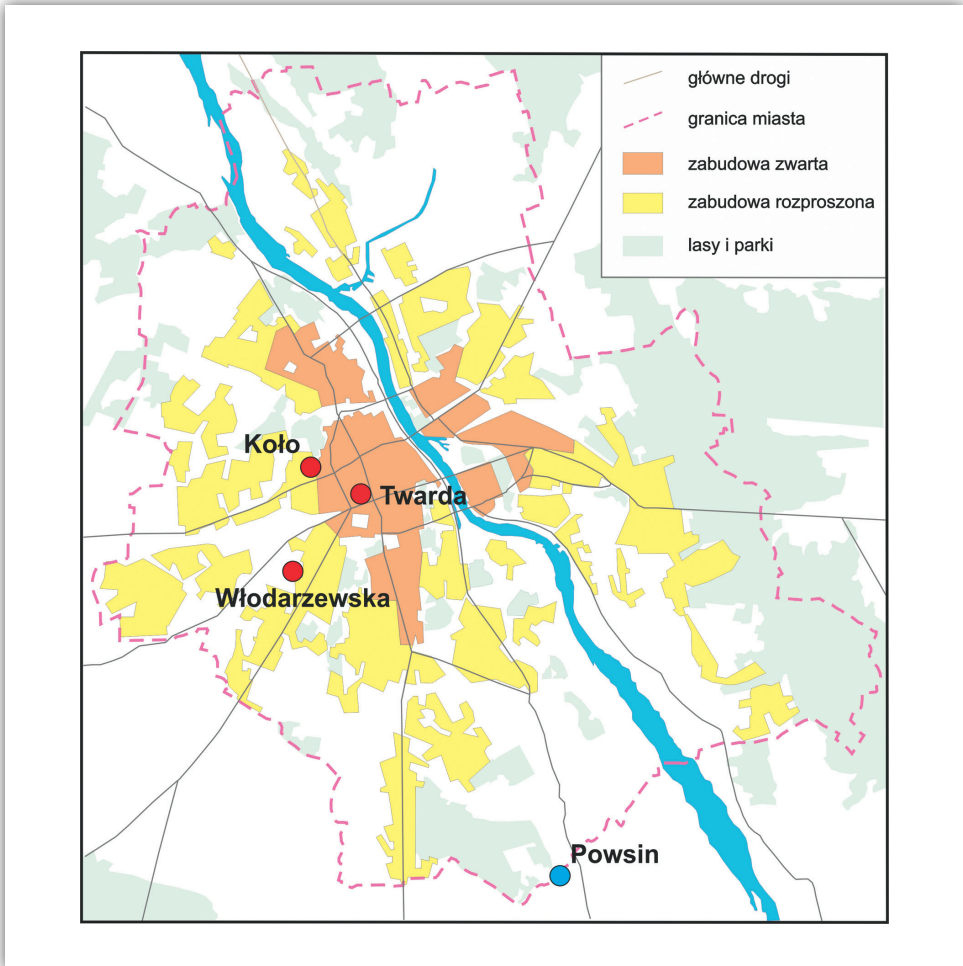 główne drogi
granica miasta
zabudowa zwarta
zabudowa rozproszona
lasy i parki
Koło
Twarda
Włodarzewska
Powsin